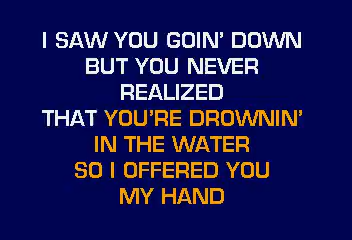 I SAW YOU GOIN' DOWN
BUT YOU NEVER
REALIZED
THAT YOU'RE DROWNIN'
IN THE WATER
SO I OFFERED YOU
MY HAND